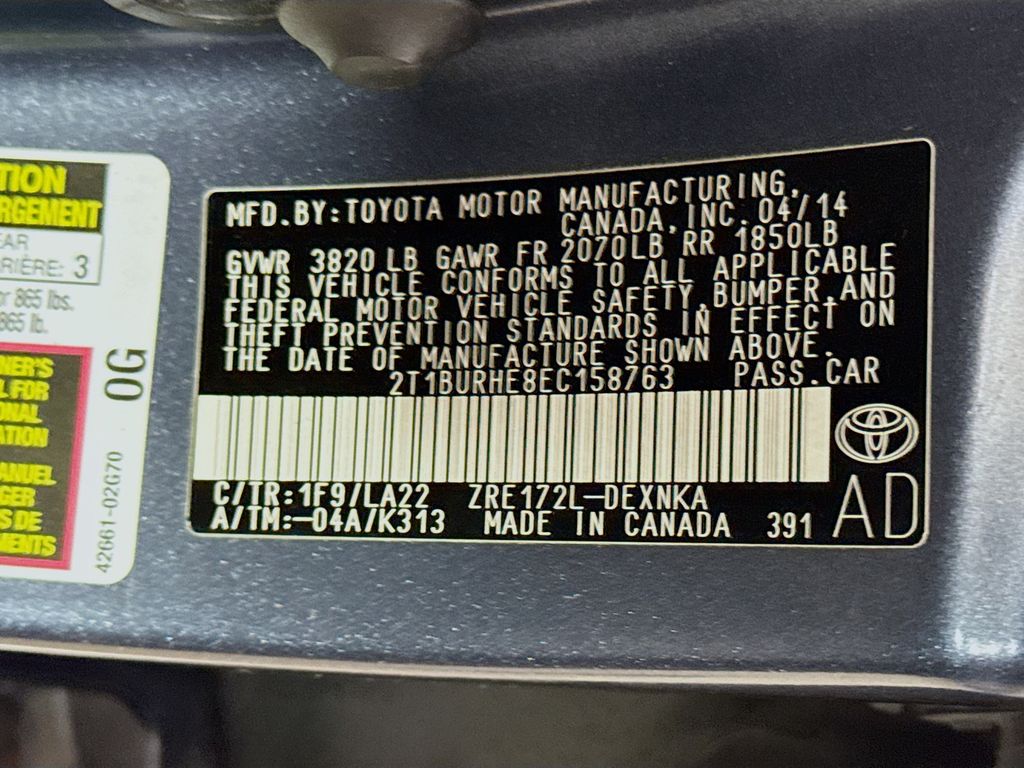 TION
RGEMENT
EAR
RIÈRE: 3
or 865 lbs.
865 lb.
NER'S
L FOR
ONAL
ATION
ANUEL
GER
S DE
MENTS
0G
42661-02G70
MFD.BY:TOYOTA MOTOR MANUFACTURING,
CANADA,INC.04/14
GVWR 3820 LB GAWR FR 2070LB RR 1850LB
THIS VEHICLE CONFORMS TO ALL APPLICABLE
FEDERAL MOTOR VEHICLE SAFETY,BUMPER,AND
THEFT PREVENTION STANDARDS IN EFFECT ON
THE DATE OF MANUFACTURE SHOWN ABOVE.
2T1BURHE8EC158763 PASS.CAR
C/TR:1F9/LA22 ZRE172L-DEXNKA
A/TM:-04A/K313 MADE IN CANADA 391
AD